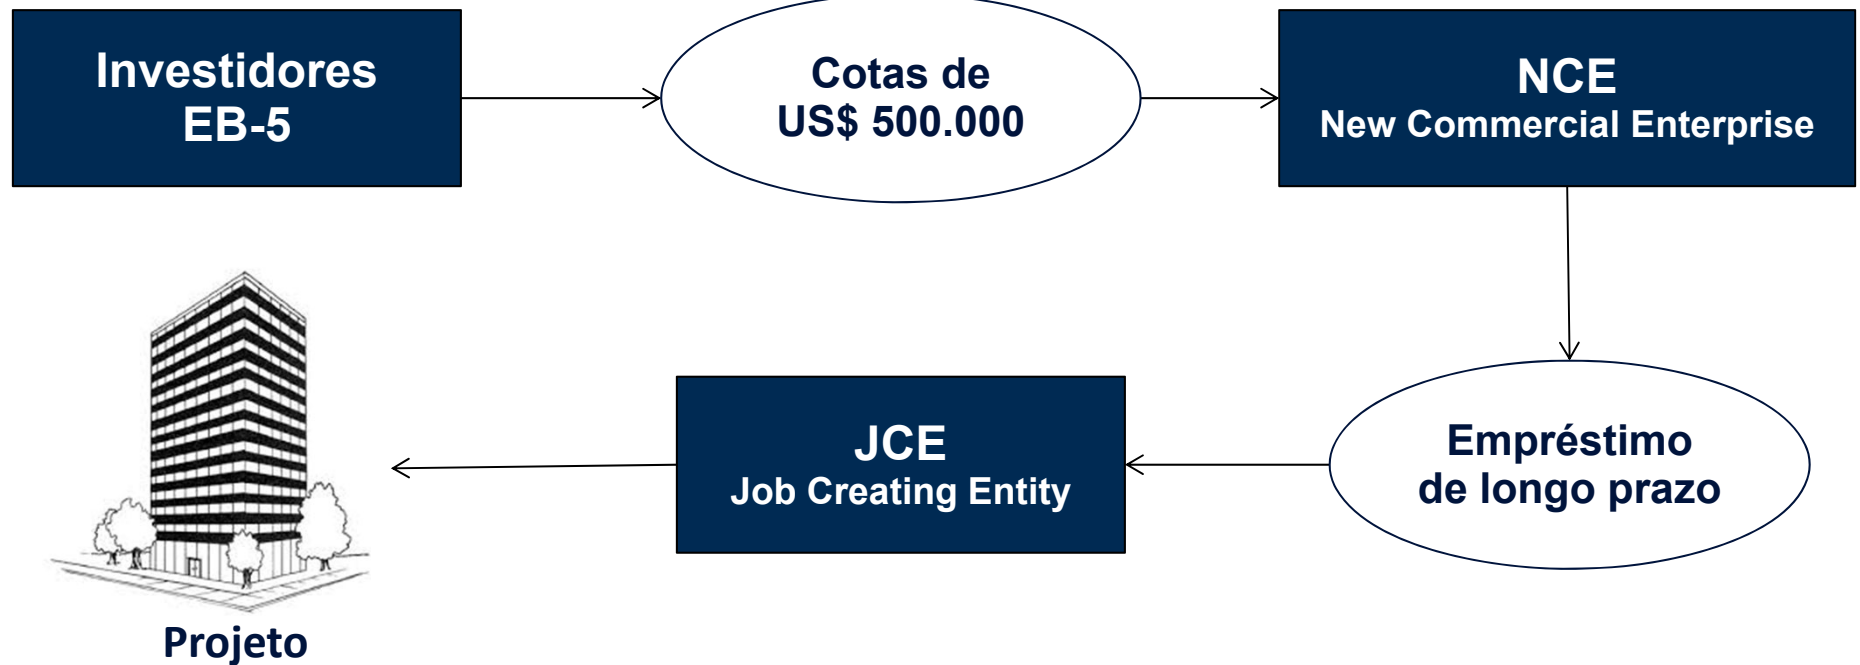 Investidores
EB-5
Cotas de
US$ 500.000
NCE
New Commercial Enterprise
Empréstimo
de longo prazo
JCE
Job Creating Entity
Projeto